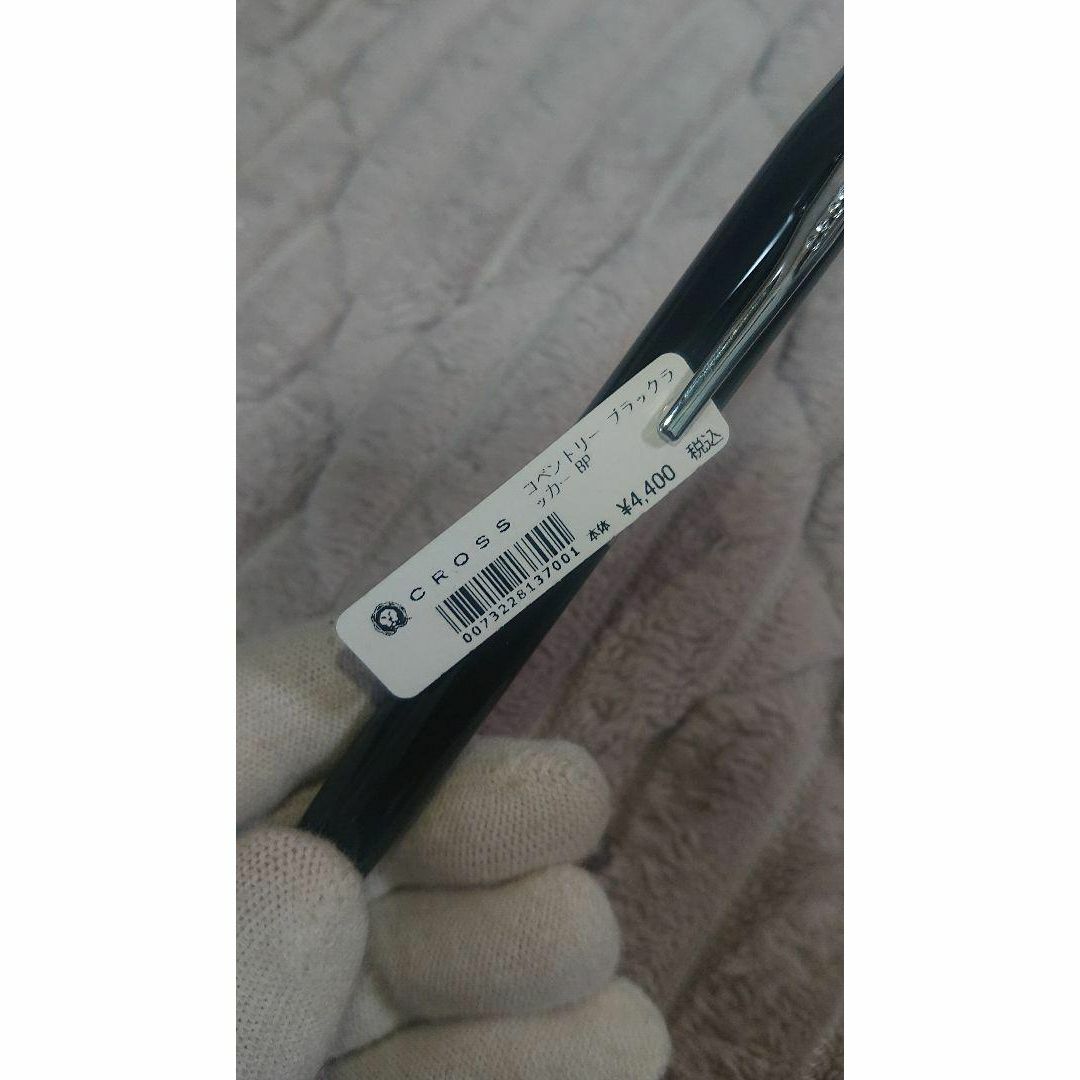 CROSS
コベントリー ブラックラ
ッカー BP
0073228137001
本体 ¥4,400 税込